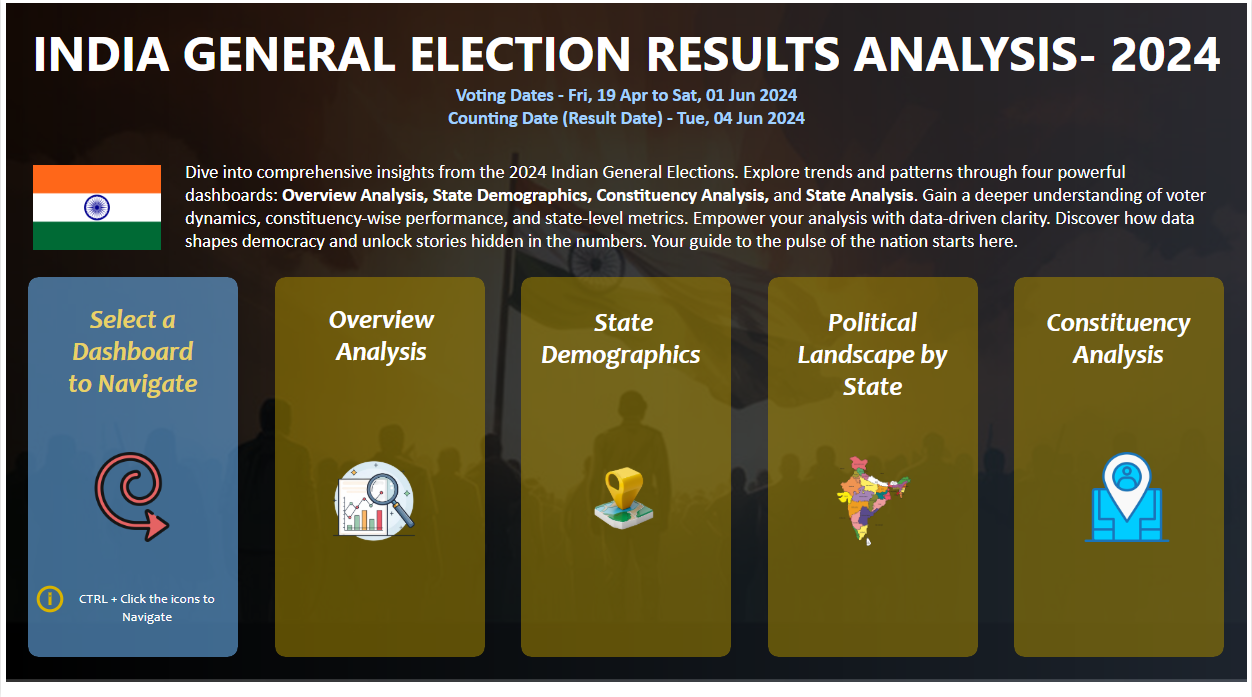 INDIA GENERAL ELECTION RESULTS ANALYSIS- 2024
Voting Dates - Fri, 19 Apr to Sat, 01 Jun 2024
Counting Date (Result Date) - Tue, 04 Jun 2024
Dive into comprehensive insights from the 2024 Indian General Elections. Explore trends and patterns through four powerful
dashboards: Overview Analysis, State Demographics, Constituency Analysis, and State Analysis. Gain a deeper understanding of voter
dynamics, constituency-wise performance, and state-level metrics. Empower your analysis with data-driven clarity. Discover how data
shapes democracy and unlock stories hidden in the numbers. Your guide to the pulse of the nation starts here.
Select a
Dashboard
to Navigate
CTRL + Click the icons to
Navigate
Overview
Analysis
State
Demographics
Political
Landscape by
State
Constituency
Analysis